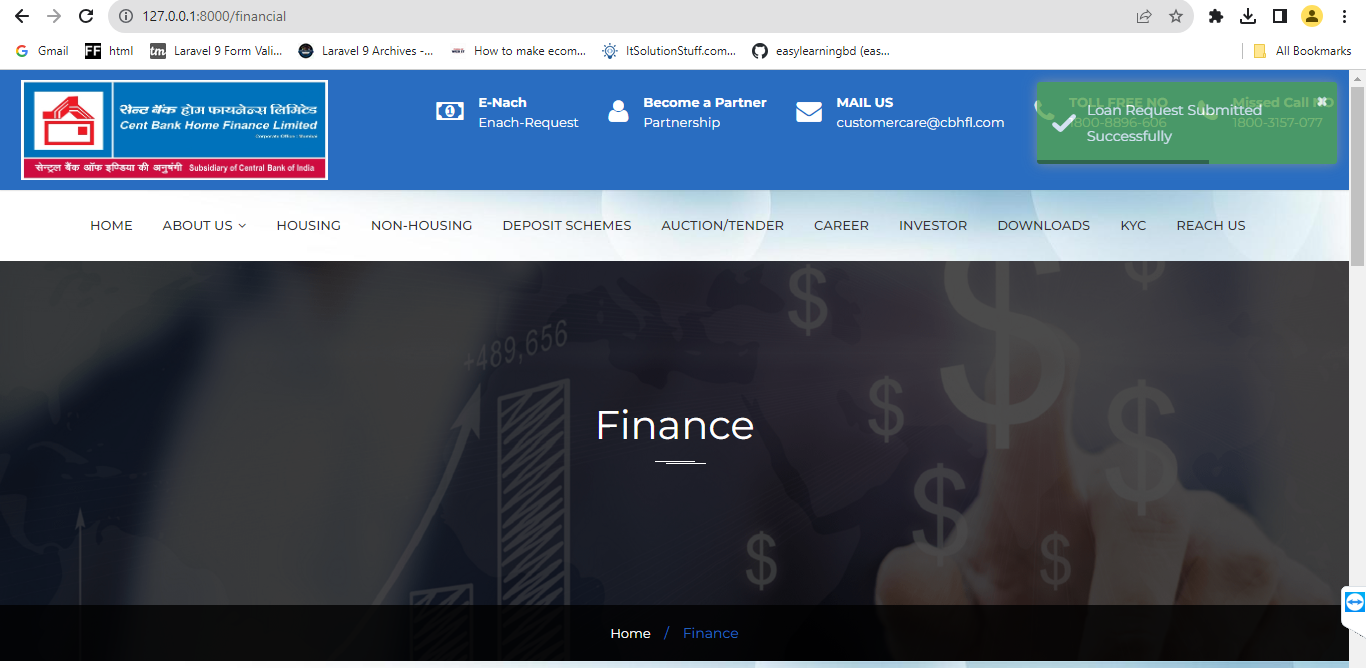 127.0.0.1:8000/financial
Gmail
FF html
tm Laravel 9 Form Vali...
Laravel 9 Archives -...
How to make ecom...
ItSolutionStuff.com...
easylearningbd (eas...
All Bookmarks
सेन्ट बैंक होम फायनेन्स लिमिटेड
Cent Bank Home Finance Limited
Corporate Office : Mumbai
सेन्ट्रल बैंक ऑफ इण्डिया की अनुषंगी Subsidiary of Central Bank of India
E-Nach
Enach-Request
Become a Partner
Partnership
MAIL US
customercare@cbhfl.com
TOLL FREE NO
1800-8896-606
Missed Call NO
1800-3157-077
Loan Request Submitted
Successfully
HOME ABOUT US HOUSING NON-HOUSING DEPOSIT SCHEMES AUCTION/TENDER CAREER INVESTOR DOWNLOADS KYC REACH US
+489,656
Finance
Home / Finance